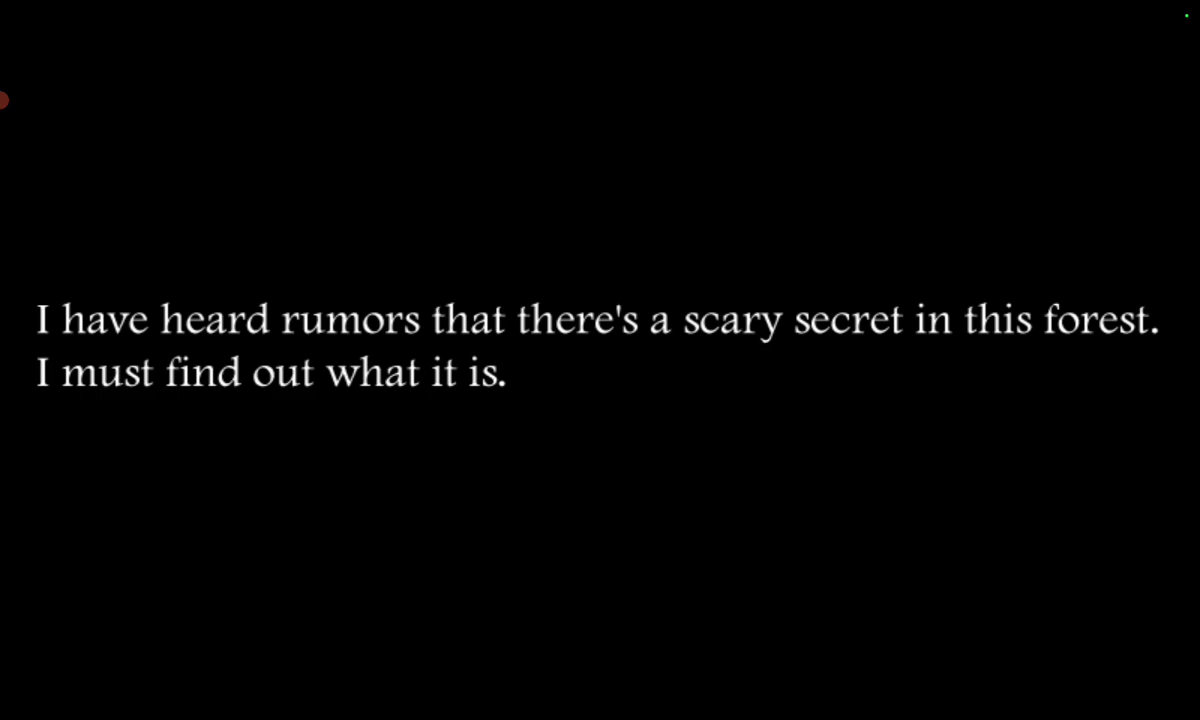 I have heard rumors that there's a scary secret in this forest.
I must find out what it is.